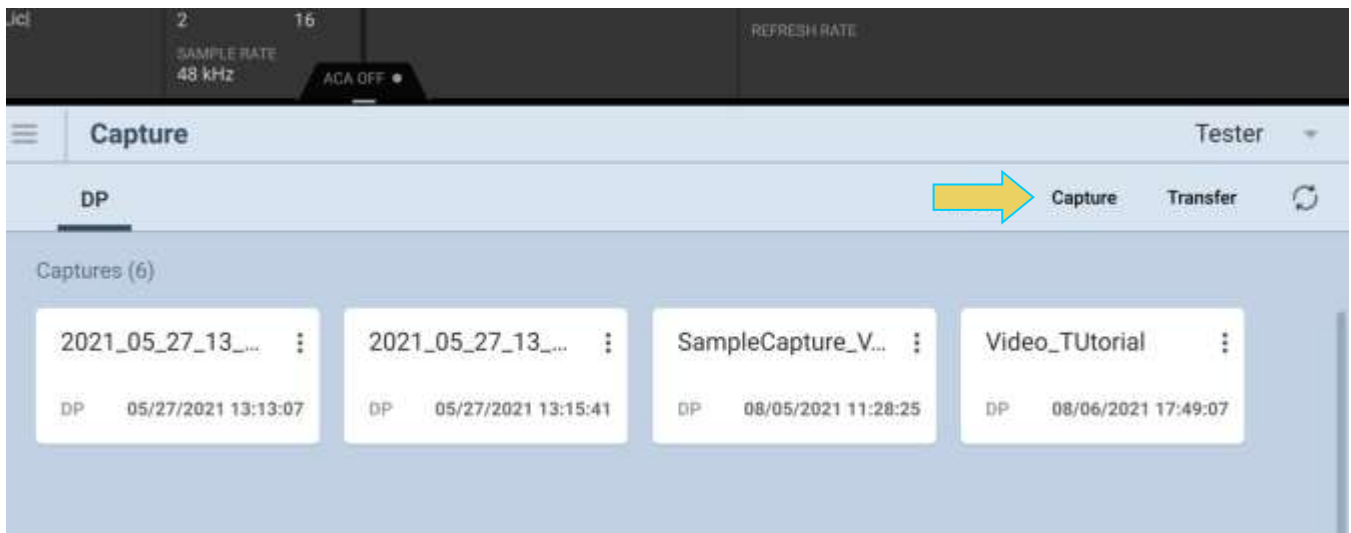 2 16
REFRESH RATE
SAMPLE RATE
48 kHz
ACA OFF
Capture Tester
DP Capture Transfer
Captures (6)
2021_05_27_13_... 2021_05_27_13_... SampleCapture_V... Video_TUtorial
DP 05/27/2021 13:13:07 DP 05/27/2021 13:15:41 DP 08/05/2021 11:28:25 DP 08/06/2021 17:49:07